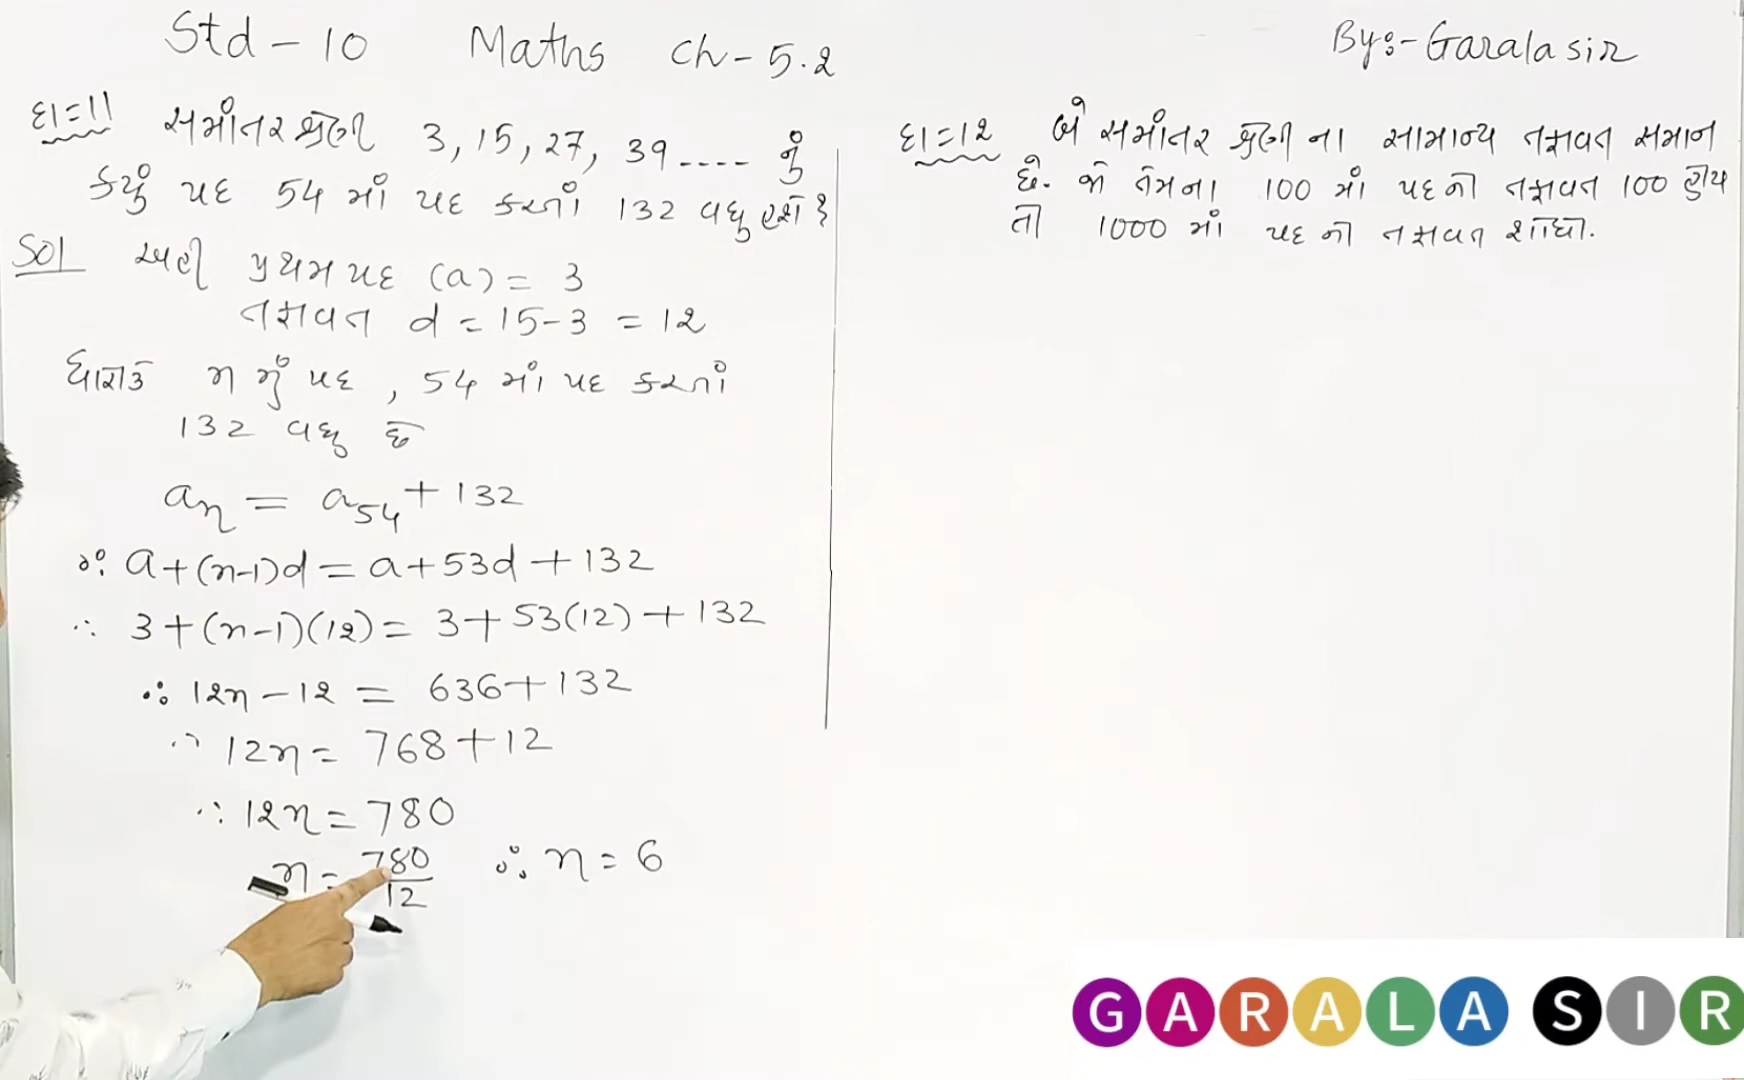 Std - 10 Maths Ch - 5.2
By:- Garala sir
દા=11 સમાંતર શ્રેણી 3, 15, 27, 39 .... નું
કયું પદ 54 માં પદ કરતાં 132 વધુ હશે ?
Sol અહી પ્રથમ પદ (a) = 3
તફાવત d = 15-3 = 12
ધારોકે n મું પદ , 54 માં પદ કરતાં
132 વધુ છે
an = a54 + 132
∴ a+(n-1)d = a+53d+132
∴ 3+(n-1)(12) = 3+53(12)+132
∴ 12n-12 = 636+132
∴ 12n = 768+12
∴ 12n = 780
n = 780/12 ∴ n = 6
દા=12 બે સમાંતર શ્રેણી ના સામાન્ય તફાવત સમાન
છે. જો તેમના 100 માં પદ નો તફાવત 100 હોય
તો 1000 માં પદ નો તફાવત શોધો.
GARALA SIR